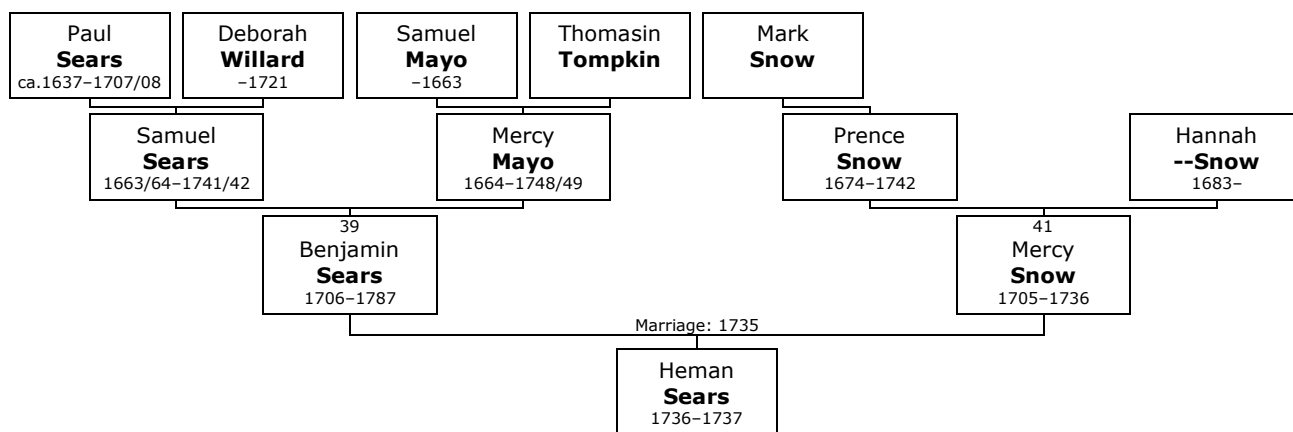 Paul
Sears
ca.1637–1707/08
Deborah
Willard
–1721
Samuel
Mayo
–1663
Thomasin
Tompkin
Mark
Snow
Samuel
Sears
1663/64–1741/42
Mercy
Mayo
1664–1748/49
Prence
Snow
1674–1742
Hannah
--Snow
1683–
39
Benjamin
Sears
1706–1787
41
Mercy
Snow
1705–1736
Marriage: 1735
Heman
Sears
1736–1737